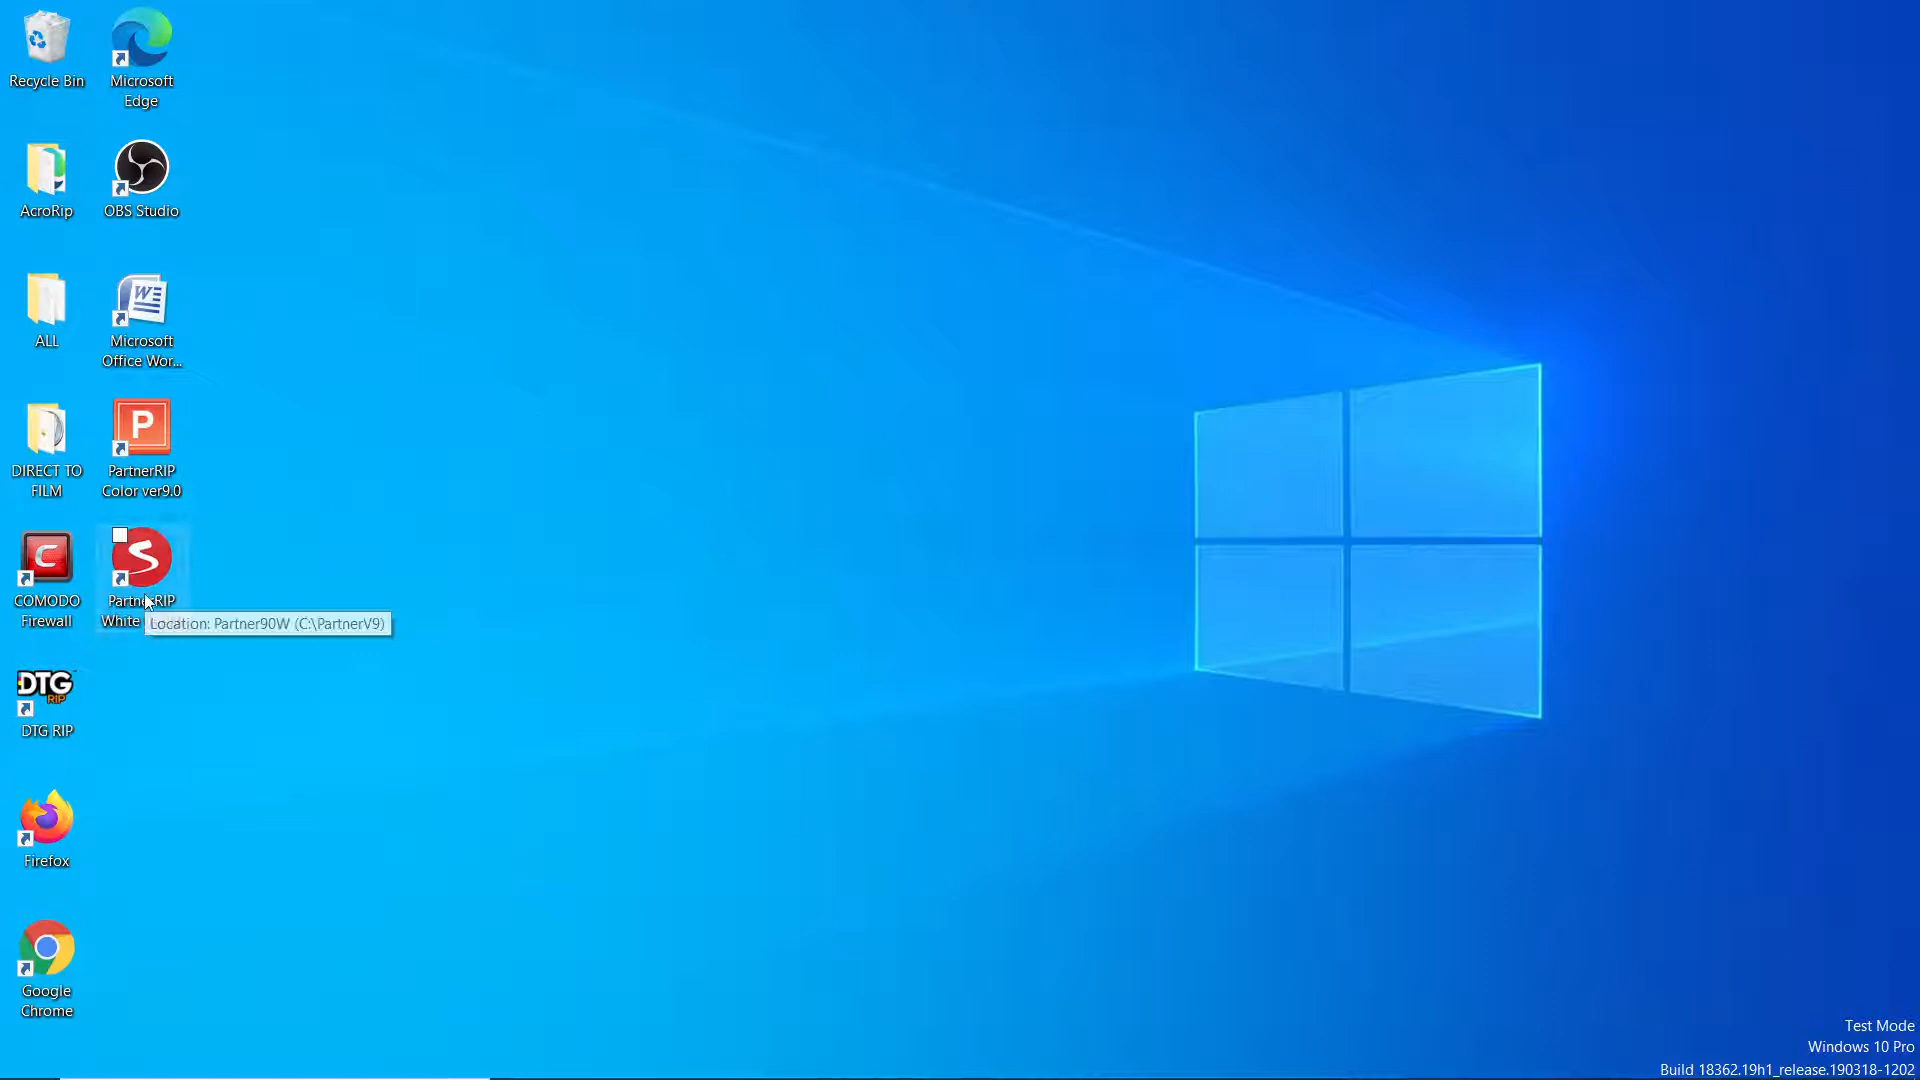 Recycle Bin
Microsoft
Edge
AcroRip
OBS Studio
ALL
W
Microsoft
Office Wor...
DIRECT TO
FILM
P
PartnerRIP
Color ver9.0
C
COMODO
Firewall
S
PartnerRIP
White
Location: Partner90W (C:\PartnerV9)
DTG
RIP
DTG RIP
Firefox
Google
Chrome
Test Mode
Windows 10 Pro
Build 18362.19h1_release.190318-1202